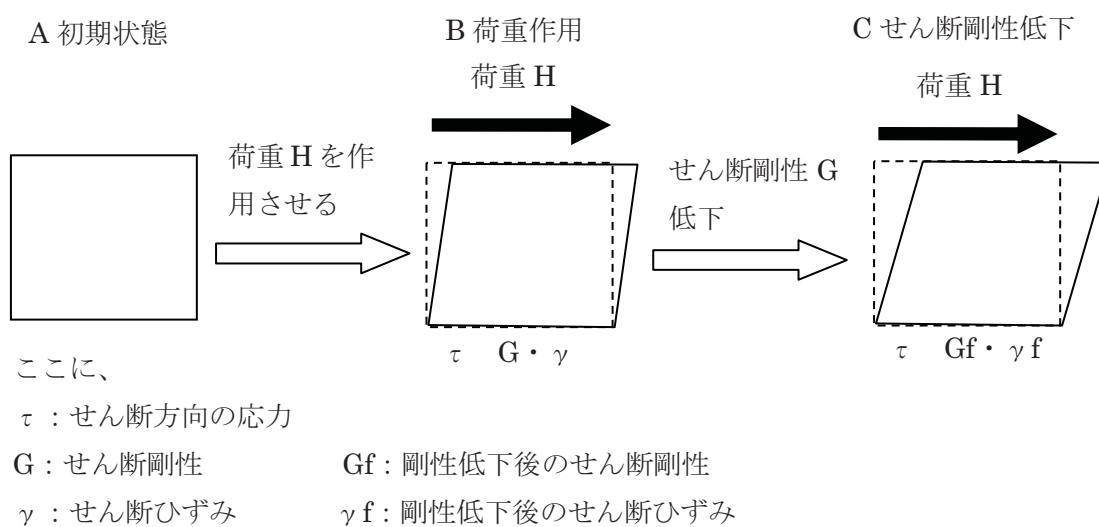 A 初期状態
B 荷重作用
荷重 H
C せん断剛性低下
荷重 H
荷重 H を作
用させる
せん断剛性 G
低下
τ G・γ
τ Gf・γf
ここに、
τ：せん断方向の応力
G：せん断剛性
Gf：剛性低下後のせん断剛性
γ：せん断ひずみ
γf：剛性低下後のせん断ひずみ